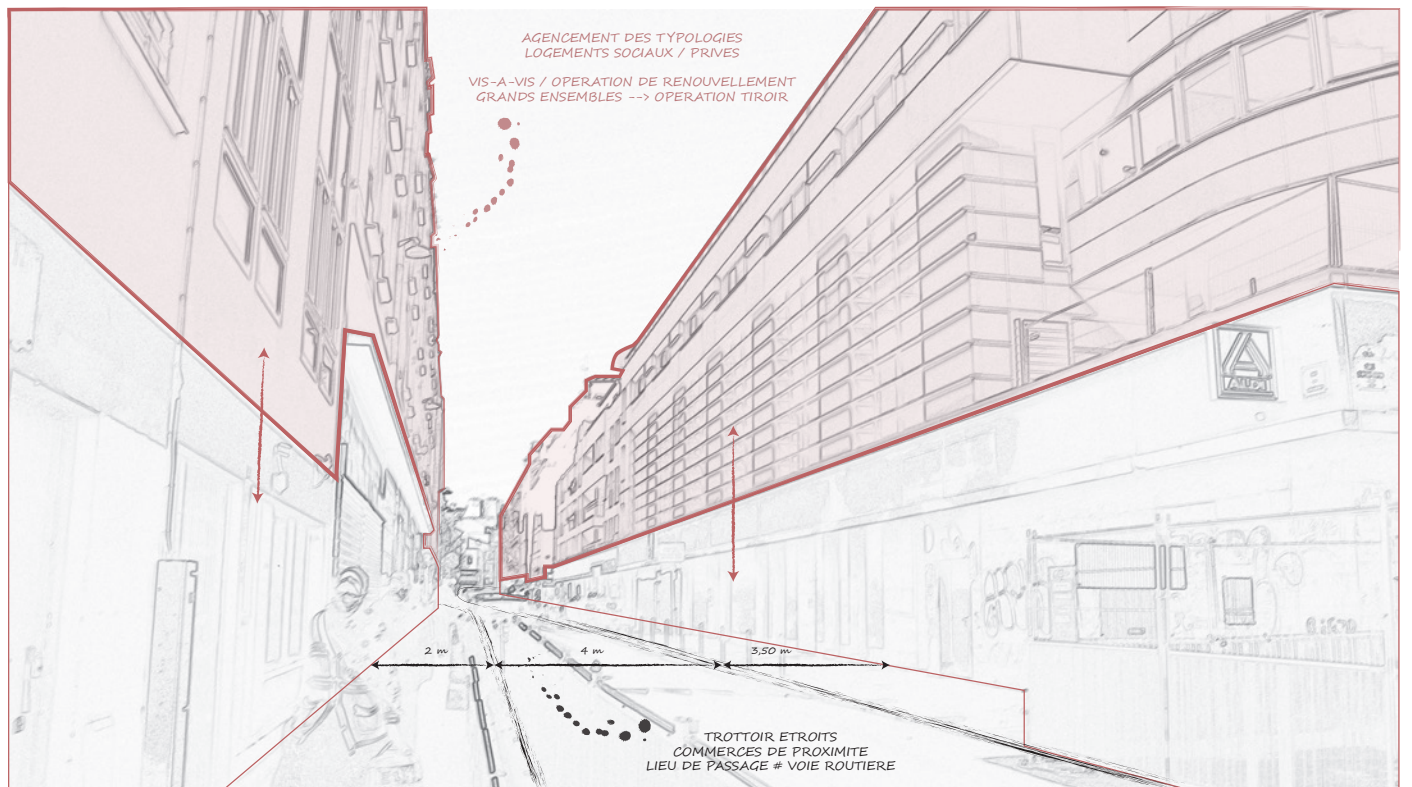 AGENCEMENT DES TYPOLOGIES
LOGEMENTS SOCIAUX / PRIVES
VIS-A-VIS / OPERATION DE RENOUVELLEMENT
GRANDS ENSEMBLES --> OPERATION TIROIR
2 m
4 m
3,50 m
TROTTOIR ETROITS
COMMERCES DE PROXIMITE
LIEU DE PASSAGE ≠ VOIE ROUTIERE